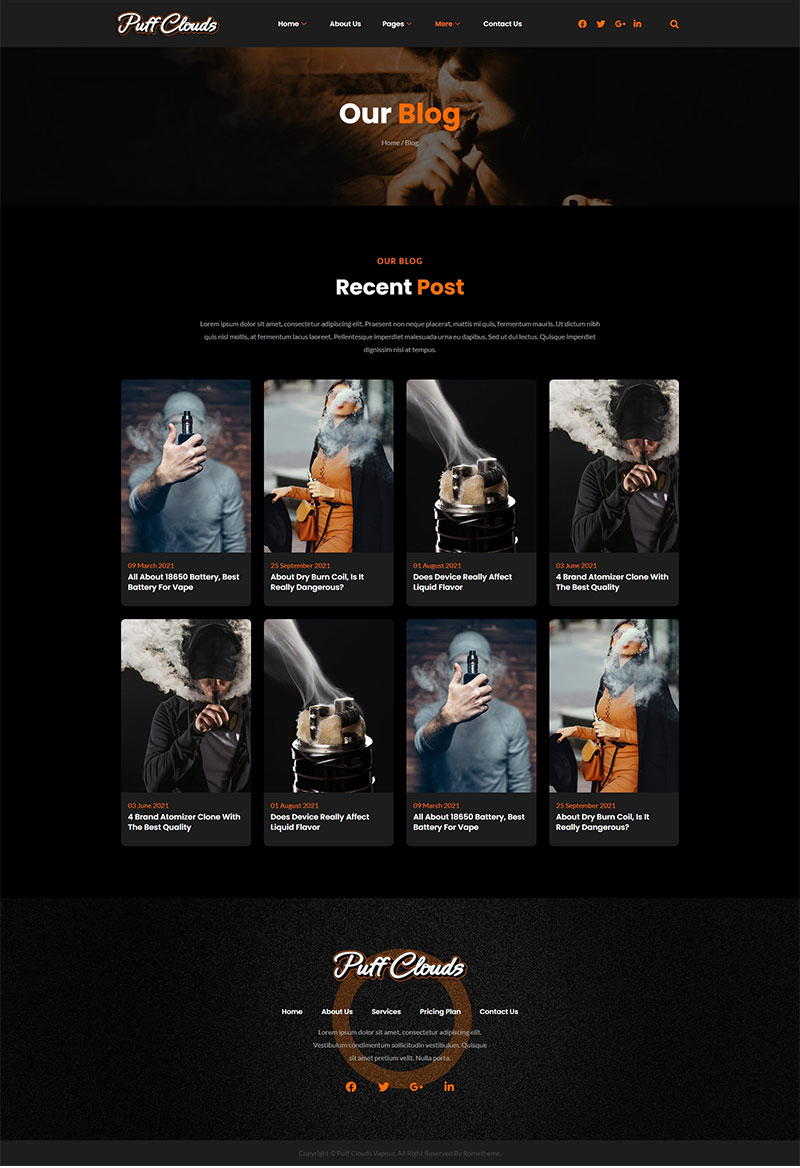 Puff Clouds
Home About Us Pages More Contact Us
Our Blog
Home / Blog
OUR BLOG
Recent Post
Lorem ipsum dolor sit amet, consectetur adipiscing elit. Praesent non neque placerat, mattis mi quis, fermentum mauris. Ut dictum nibh
quis nisl mollis, at fermentum lacus laoreet. Pellentesque imperdiet malesuada urna eu dapibus. Sed ut dui lectus. Quisque imperdiet
dignissim nisl at tempus.
09 March 2021
All About 18650 Battery, Best
Battery For Vape
25 September 2021
About Dry Burn Coil, Is It
Really Dangerous?
01 August 2021
Does Device Really Affect
Liquid Flavor
03 June 2021
4 Brand Atomizer Clone With
The Best Quality
03 June 2021
4 Brand Atomizer Clone With
The Best Quality
01 August 2021
Does Device Really Affect
Liquid Flavor
09 March 2021
All About 18650 Battery, Best
Battery For Vape
25 September 2021
About Dry Burn Coil, Is It
Really Dangerous?
Puff Clouds
Home About Us Services Pricing Plan Contact Us
Lorem ipsum dolor sit amet, consectetur adipiscing elit.
Vestibulum condimentum sollicitudin vestibulum. Quisque
sit amet pretium velit. Nulla porta.
Copyright © Puff Clouds Vapour. All Right Reserved By Rometheme.